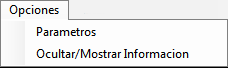 Opciones
Parametros
Ocultar/Mostrar Informacion